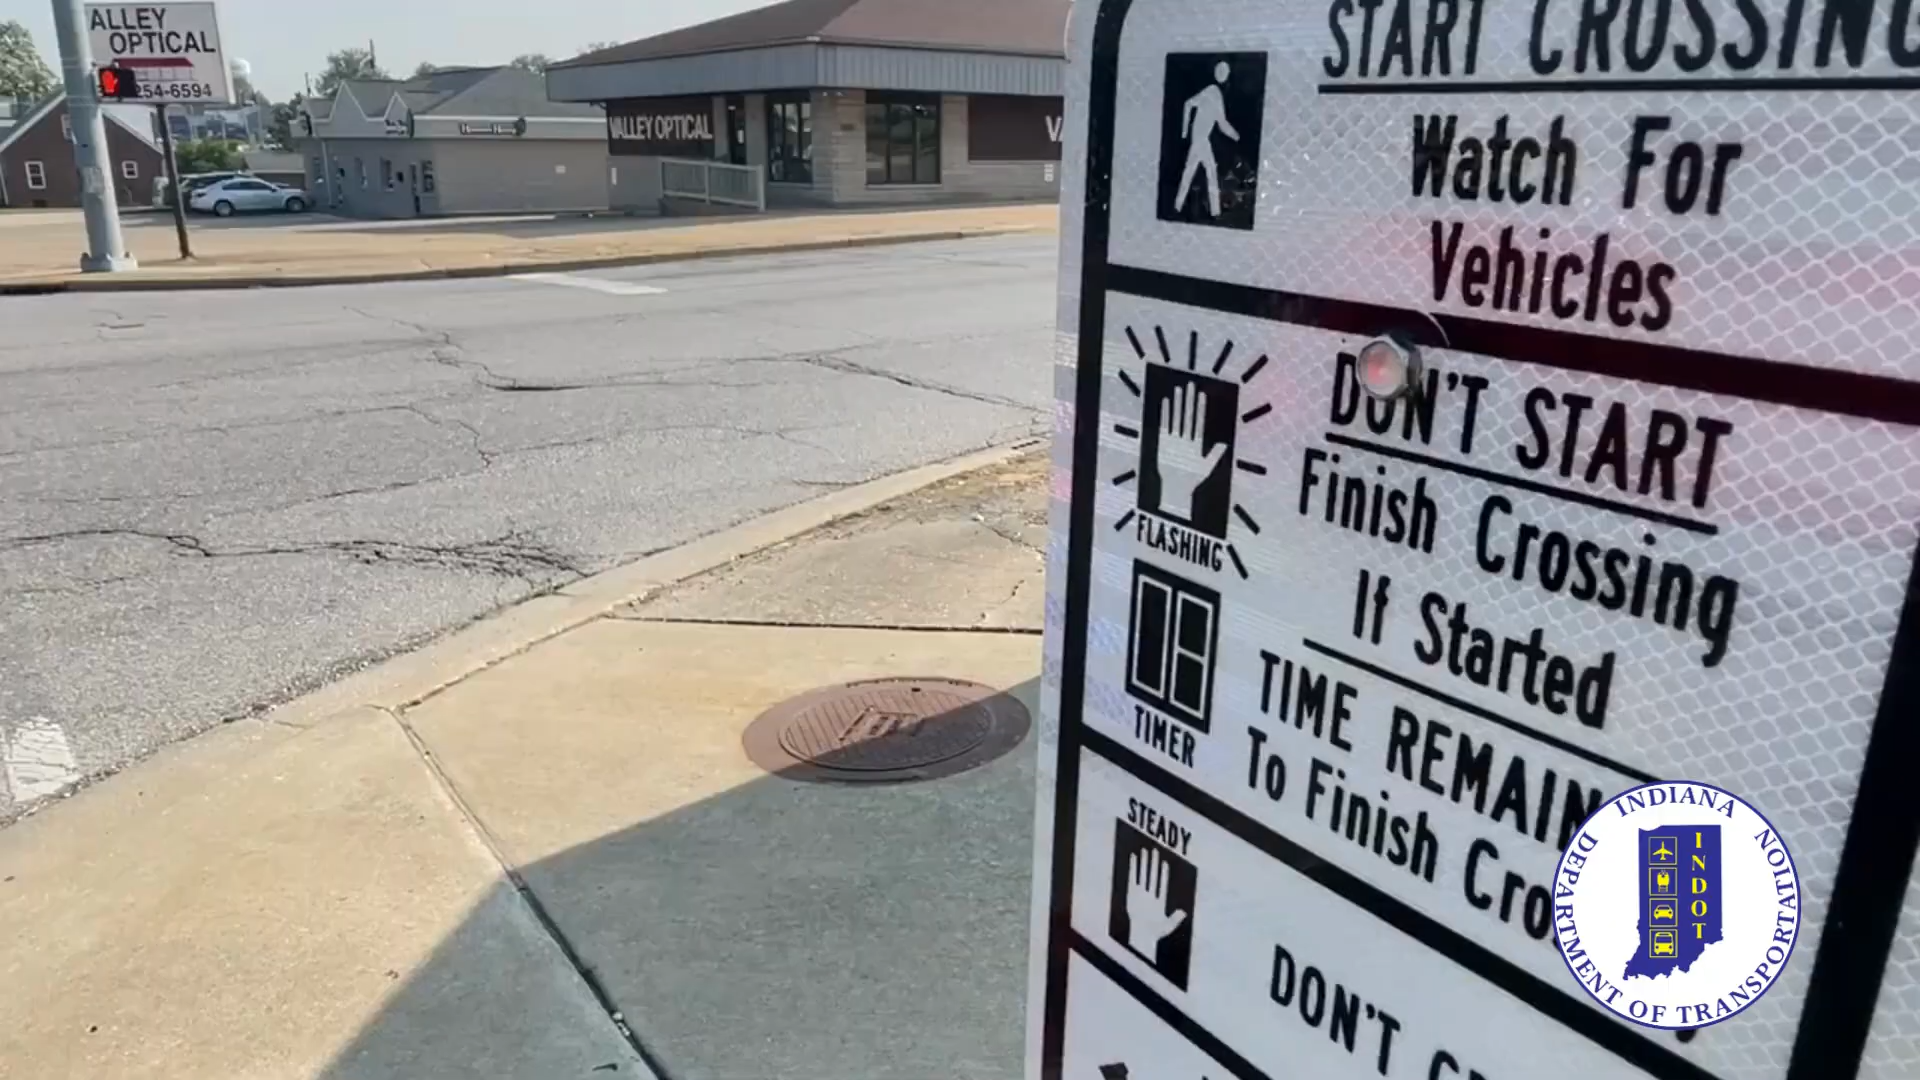 ALLEY
OPTICAL
254-6594
VALLEY OPTICAL
START CROSSING
Watch For
Vehicles
DON'T START
Finish Crossing
If Started
FLASHING
TIME REMAIN
To Finish Cro
TIMER
STEADY
DON'T
INDIANA
DEPARTMENT OF TRANSPORTATION
INDOT